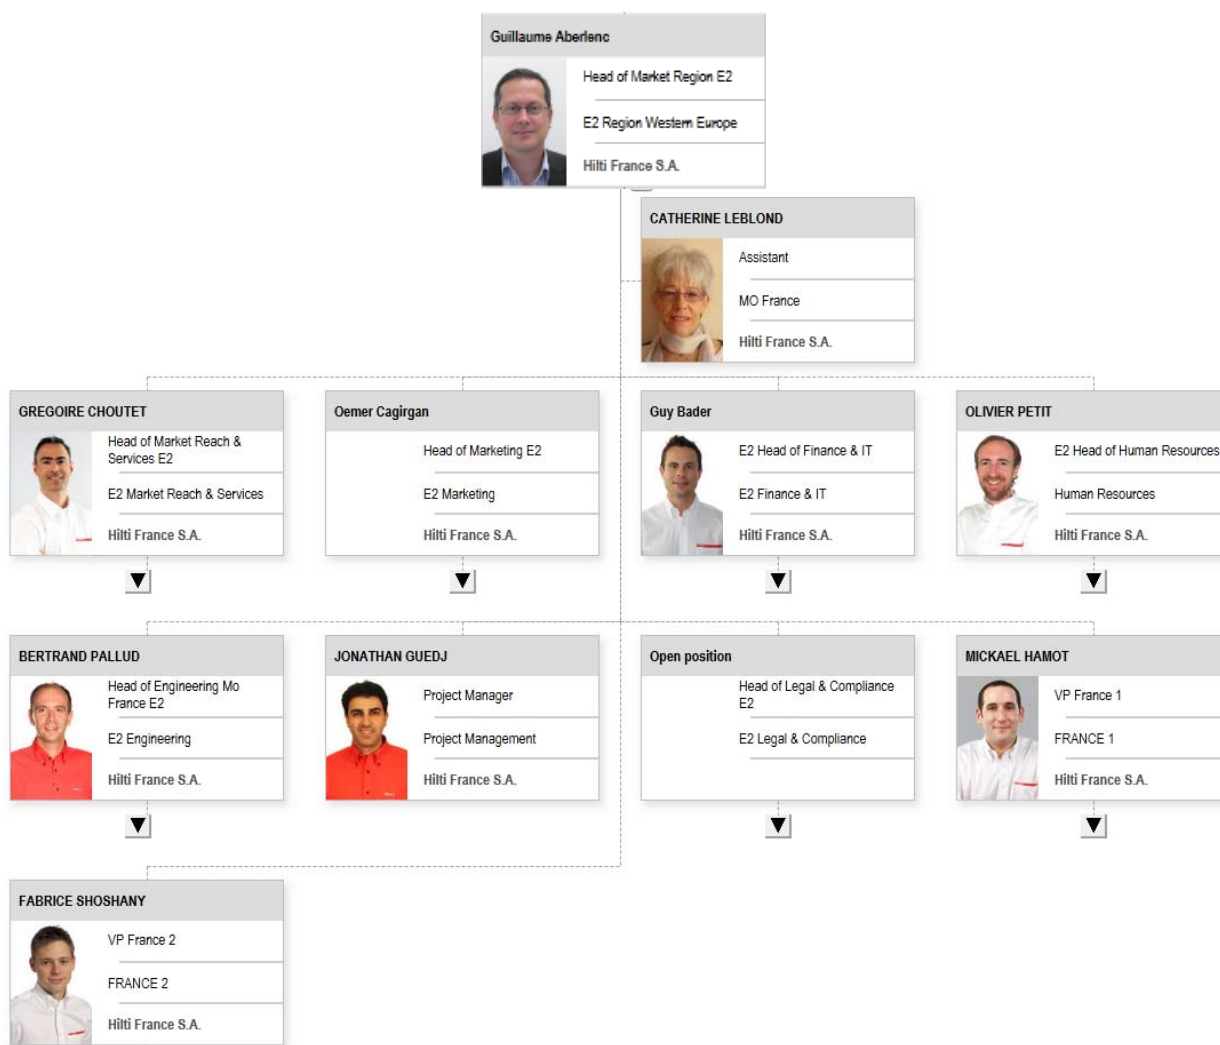 Guillaume Aberlenc
Head of Market Region E2
E2 Region Western Europe
Hilti France S.A.
CATHERINE LEBLOND
Assistant
MO France
Hilti France S.A.
GREGOIRE CHOUTET
Head of Market Reach &
Services E2
E2 Market Reach & Services
Hilti France S.A.
Oemer Cagirgan
Head of Marketing E2
E2 Marketing
Hilti France S.A.
Guy Bader
E2 Head of Finance & IT
E2 Finance & IT
Hilti France S.A.
OLIVIER PETIT
E2 Head of Human Resources
Human Resources
Hilti France S.A.
BERTRAND PALLUD
Head of Engineering Mo
France E2
E2 Engineering
Hilti France S.A.
JONATHAN GUEDJ
Project Manager
Project Management
Hilti France S.A.
Open position
Head of Legal & Compliance
E2
E2 Legal & Compliance
MICKAEL HAMOT
VP France 1
FRANCE 1
Hilti France S.A.
FABRICE SHOSHANY
VP France 2
FRANCE 2
Hilti France S.A.